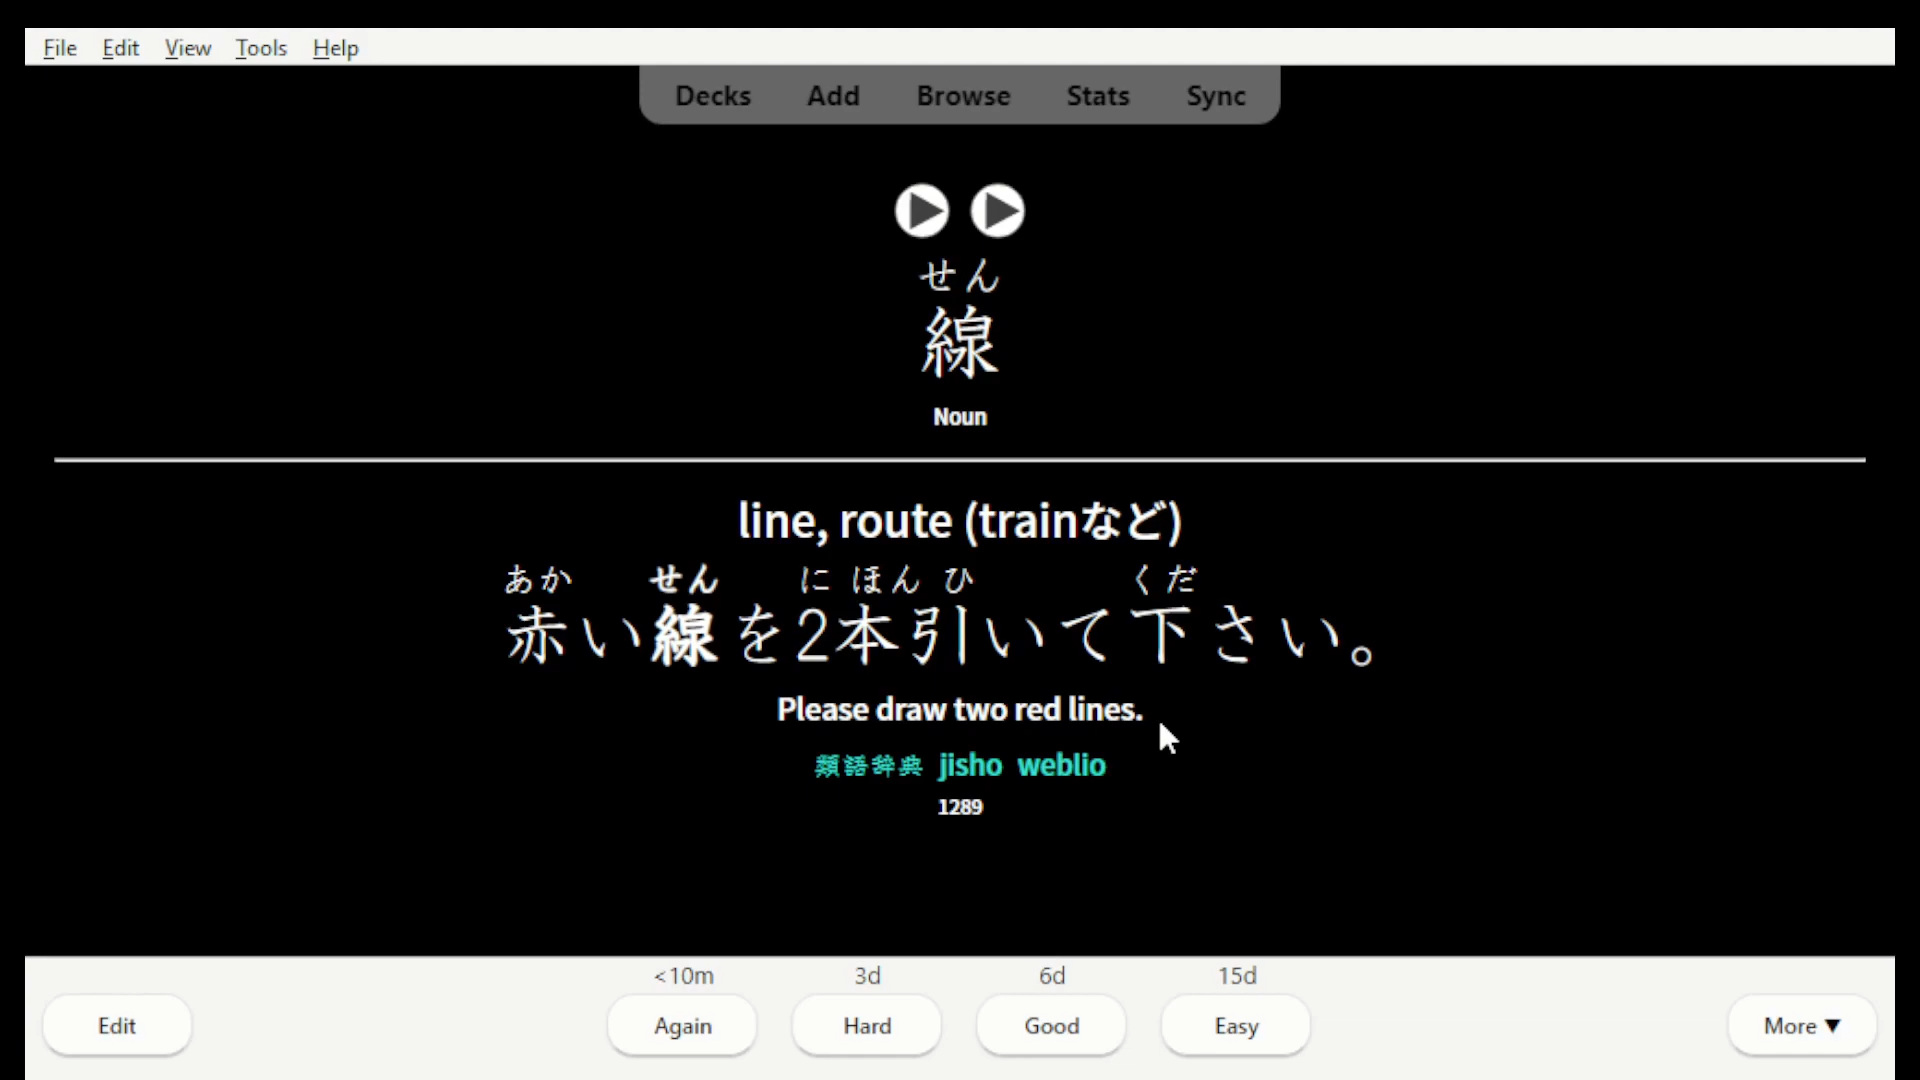 File Edit View Tools Help
Decks Add Browse Stats Sync
せん
線
Noun
line, route (trainなど)
あか せん に ほん ひ くだ
赤い線を2本引いて下さい。
Please draw two red lines.
類語辞典 jisho weblio
1289
<10m 3d 6d 15d
Edit Again Hard Good Easy More ▼